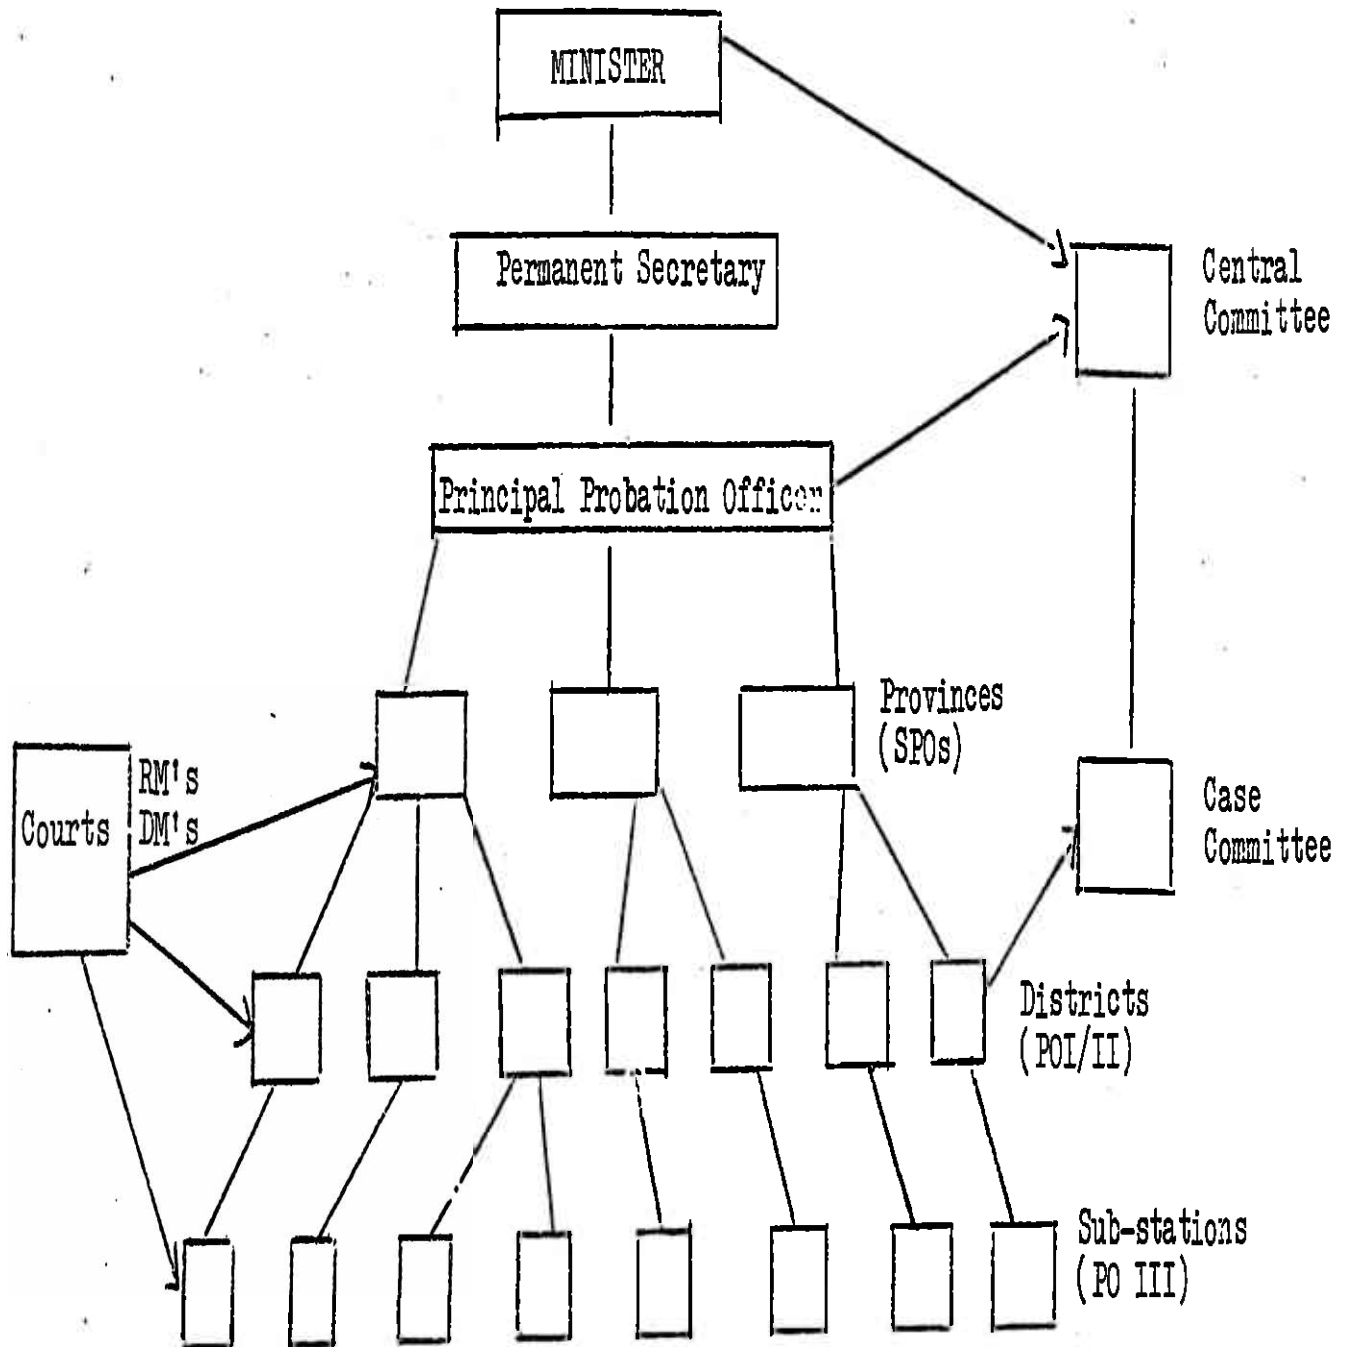 MINISTER
Permanent Secretary
Central
Committee
Principal Probation Officer
Provinces
(SPOs)
RM's
DM's
Courts
Case
Committee
Districts
(POI/II)
Sub-stations
(PO III)